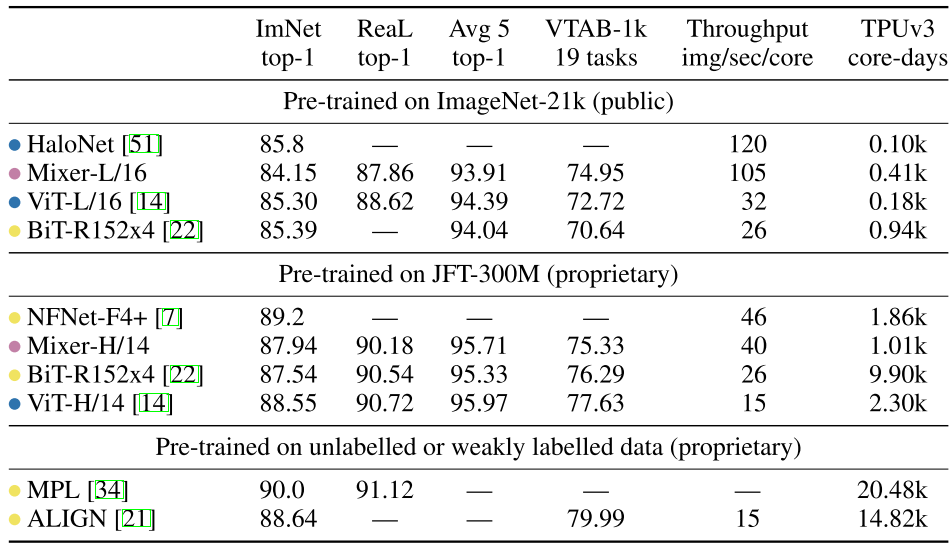 ImNet ReaL Avg 5 VTAB-1k Throughput TPUv3
top-1 top-1 top-1 19 tasks img/sec/core core-days
Pre-trained on ImageNet-21k (public)
HaloNet [51] 85.8 — — — 120 0.10k
Mixer-L/16 84.15 87.86 93.91 74.95 105 0.41k
ViT-L/16 [14] 85.30 88.62 94.39 72.72 32 0.18k
BiT-R152x4 [22] 85.39 — 94.04 70.64 26 0.94k
Pre-trained on JFT-300M (proprietary)
NFNet-F4+ [7] 89.2 — — — 46 1.86k
Mixer-H/14 87.94 90.18 95.71 75.33 40 1.01k
BiT-R152x4 [22] 87.54 90.54 95.33 76.29 26 9.90k
ViT-H/14 [14] 88.55 90.72 95.97 77.63 15 2.30k
Pre-trained on unlabelled or weakly labelled data (proprietary)
MPL [34] 90.0 91.12 — — — 20.48k
ALIGN [21] 88.64 — — 79.99 15 14.82k